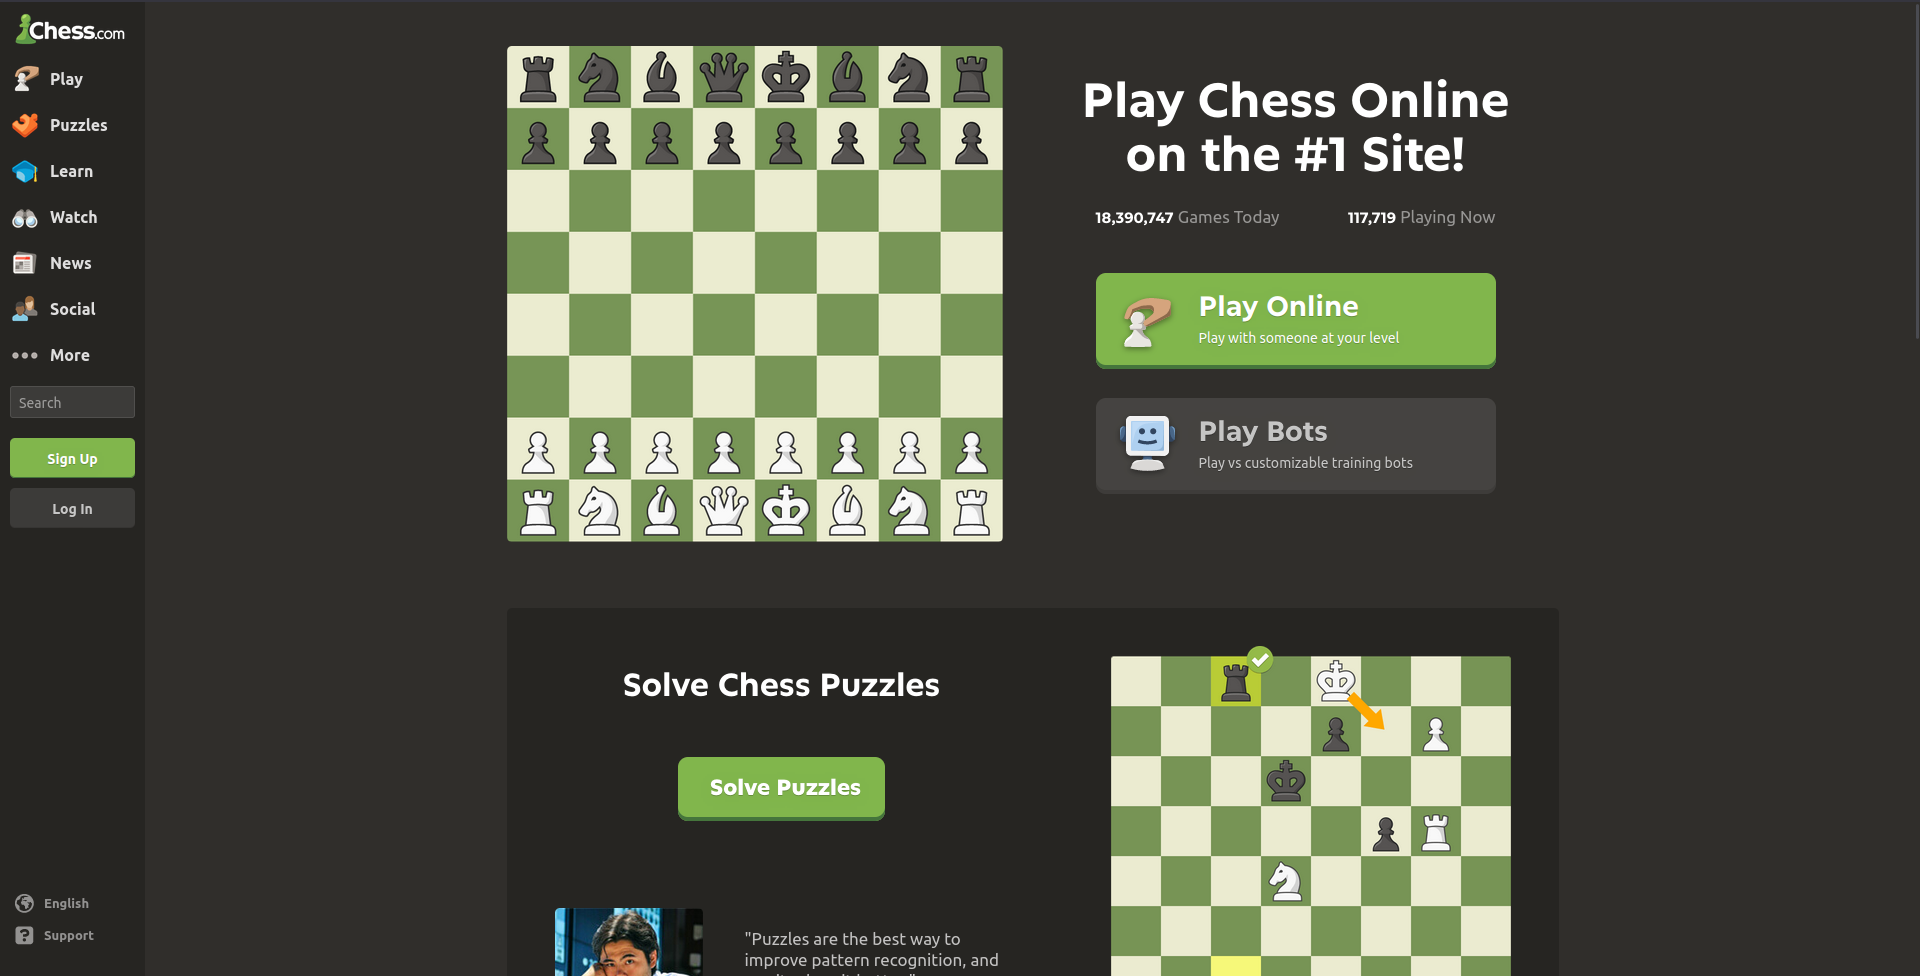 Chess.com
Play
Puzzles
Learn
Watch
News
Social
More
Search
Sign Up
Log In
English
Support
Play Chess Online
on the #1 Site!
18,390,747 Games Today
117,719 Playing Now
Play Online
Play with someone at your level
Play Bots
Play vs customizable training bots
Solve Chess Puzzles
Solve Puzzles
"Puzzles are the best way to
improve pattern recognition, and